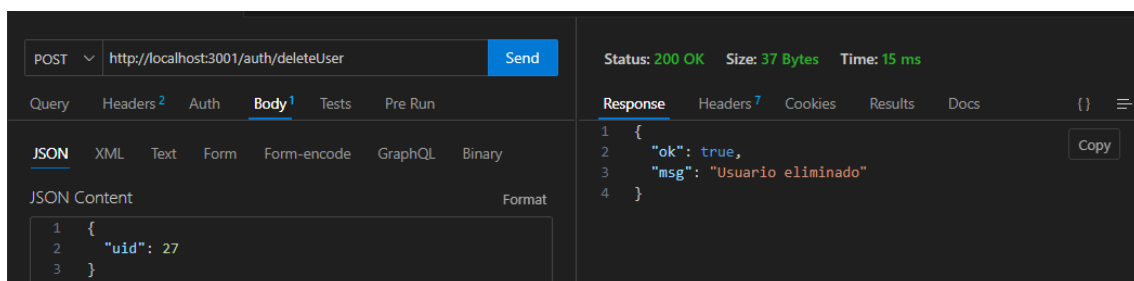 POST http://localhost:3001/auth/deleteUser Send
Query Headers 2 Auth Body 1 Tests Pre Run
JSON XML Text Form Form-encode GraphQL Binary
JSON Content Format
1 {
2 "uid": 27
3 }
Status: 200 OK Size: 37 Bytes Time: 15 ms
Response Headers 7 Cookies Results Docs { }
Copy
1 {
2 "ok": true,
3 "msg": "Usuario eliminado"
4 }